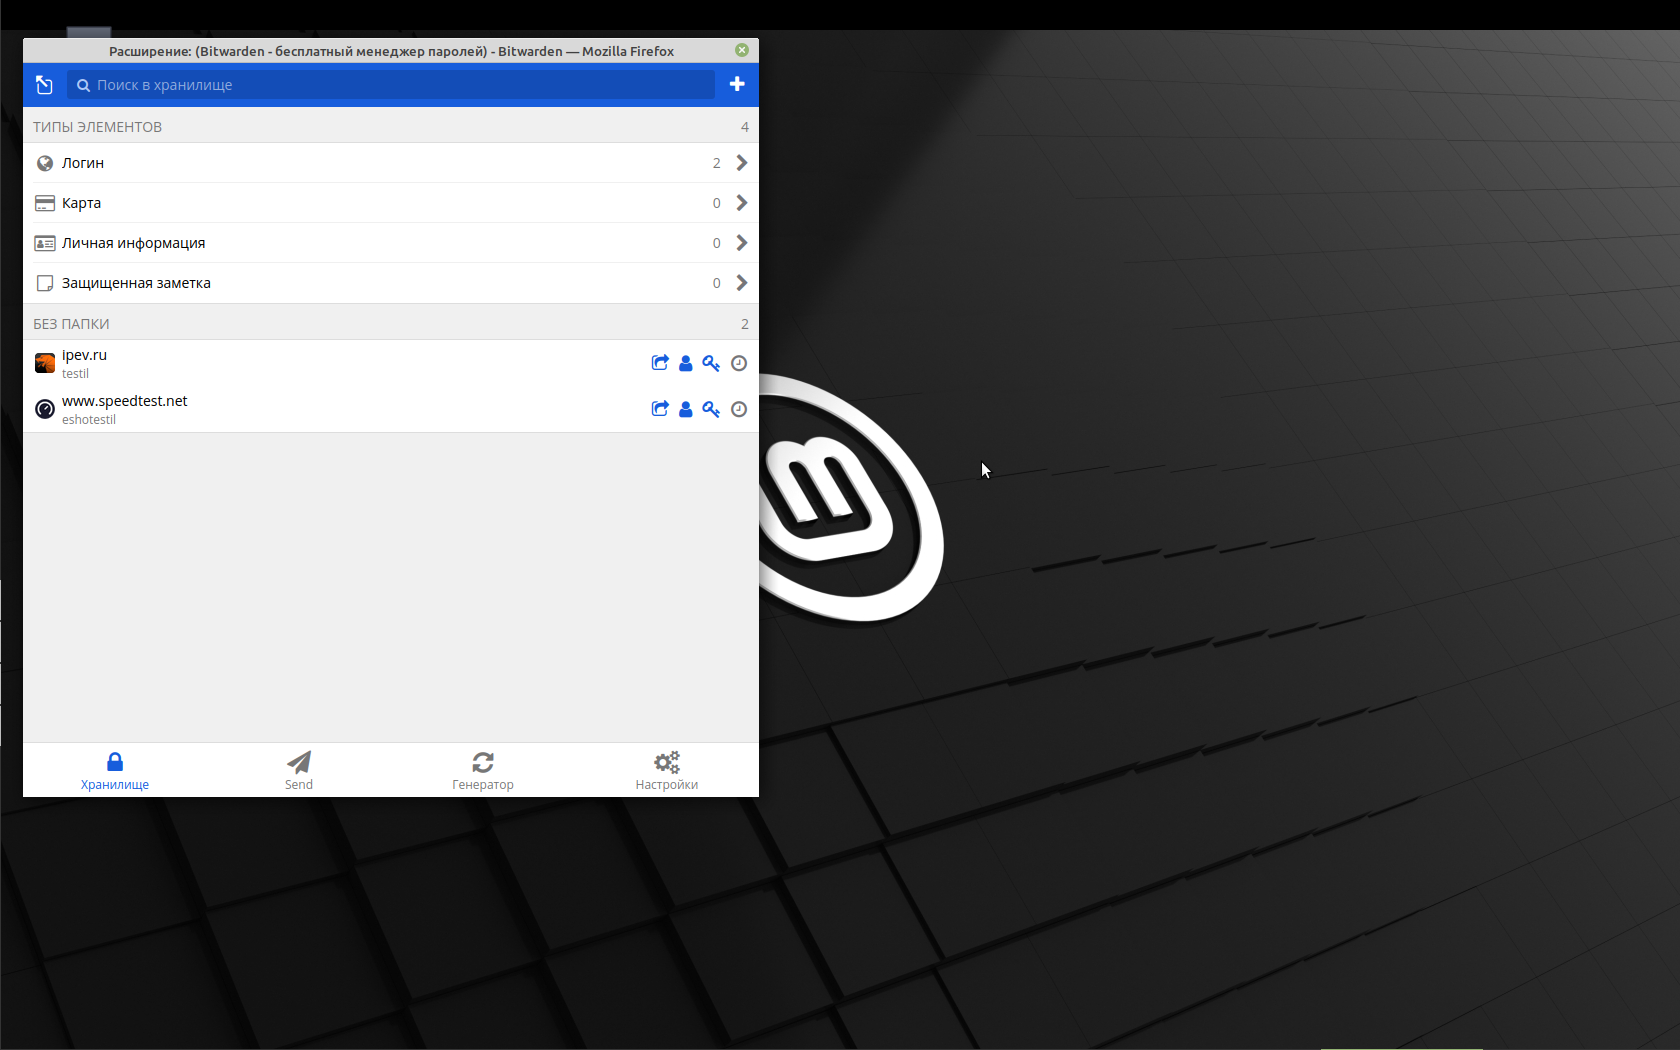 Расширение: (Bitwarden - бесплатный менеджер паролей) - Bitwarden — Mozilla Firefox
Поиск в хранилище
ТИПЫ ЭЛЕМЕНТОВ 4
Логин 2
Карта 0
Личная информация 0
Защищенная заметка 0
БЕЗ ПАПКИ 2
ipev.ru
testil
www.speedtest.net
eshotestil
Хранилище Send Генератор Настройки